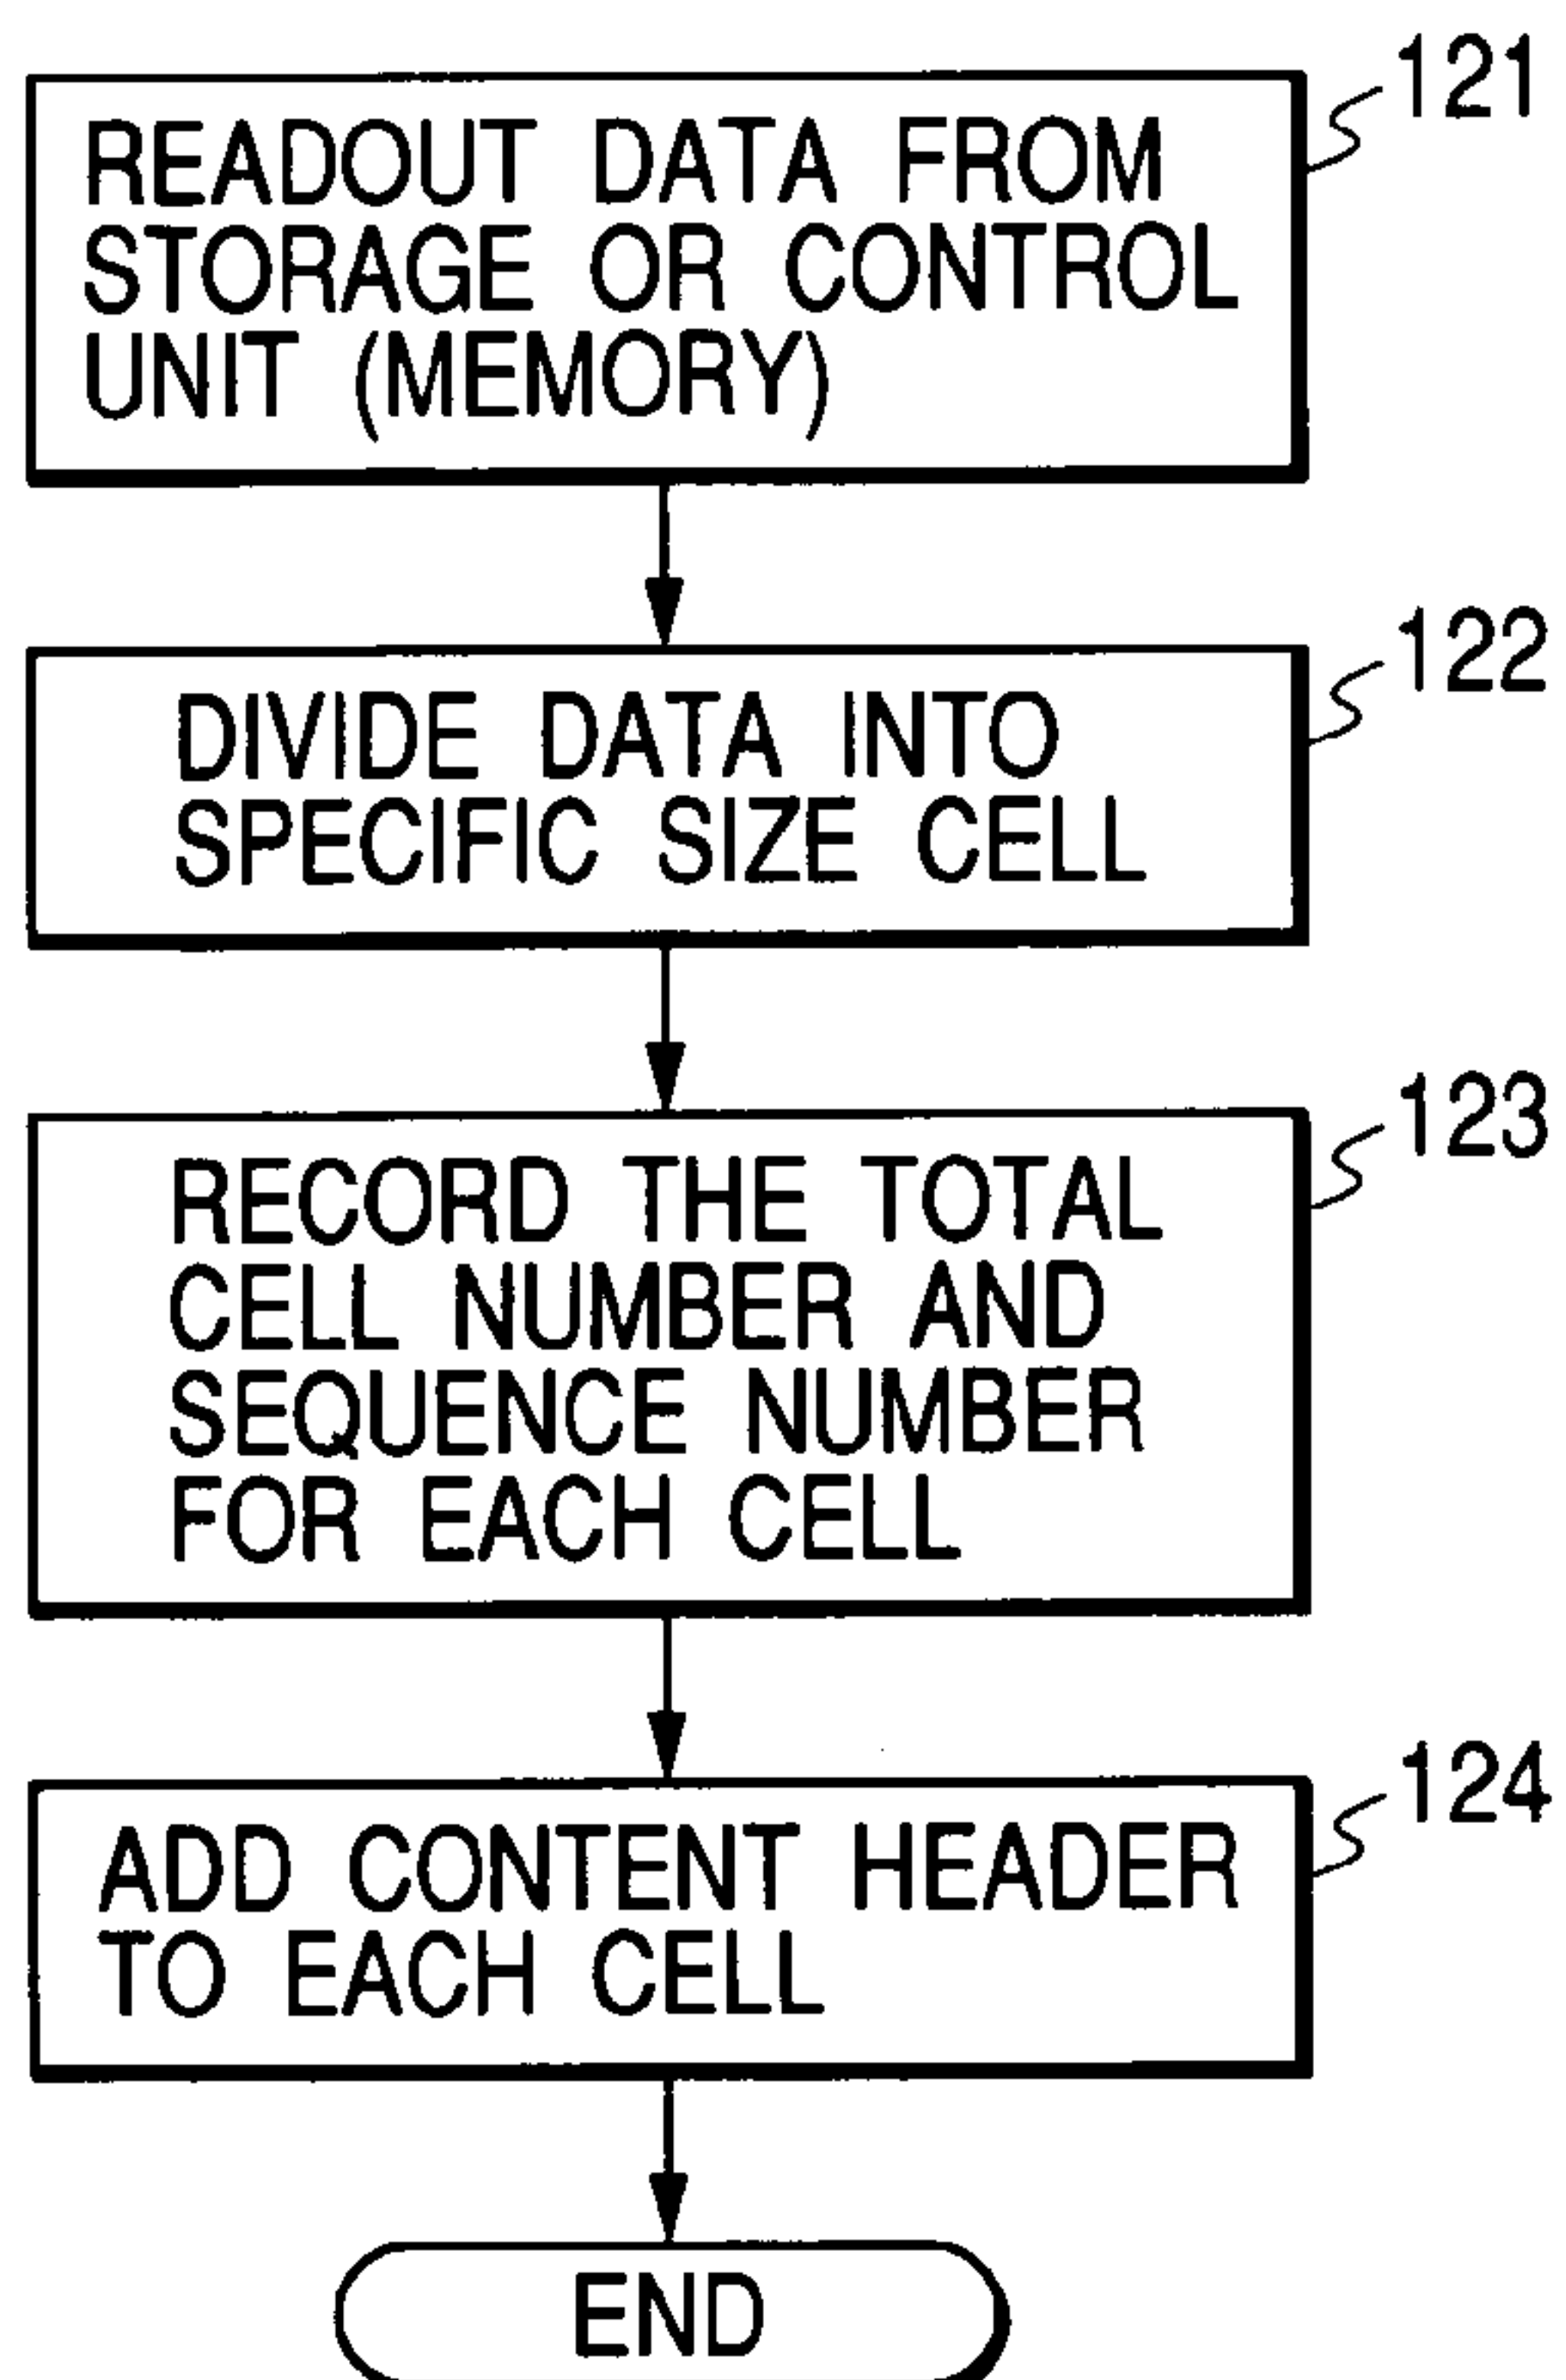 121
READOUT DATA FROM
STORAGE OR CONTROL
UNIT (MEMORY)
122
DIVIDE DATA INTO
SPECIFIC SIZE CELL
123
RECORD THE TOTAL
CELL NUMBER AND
SEQUENCE NUMBER
FOR EACH CELL
124
ADD CONTENT HEADER
TO EACH CELL
END